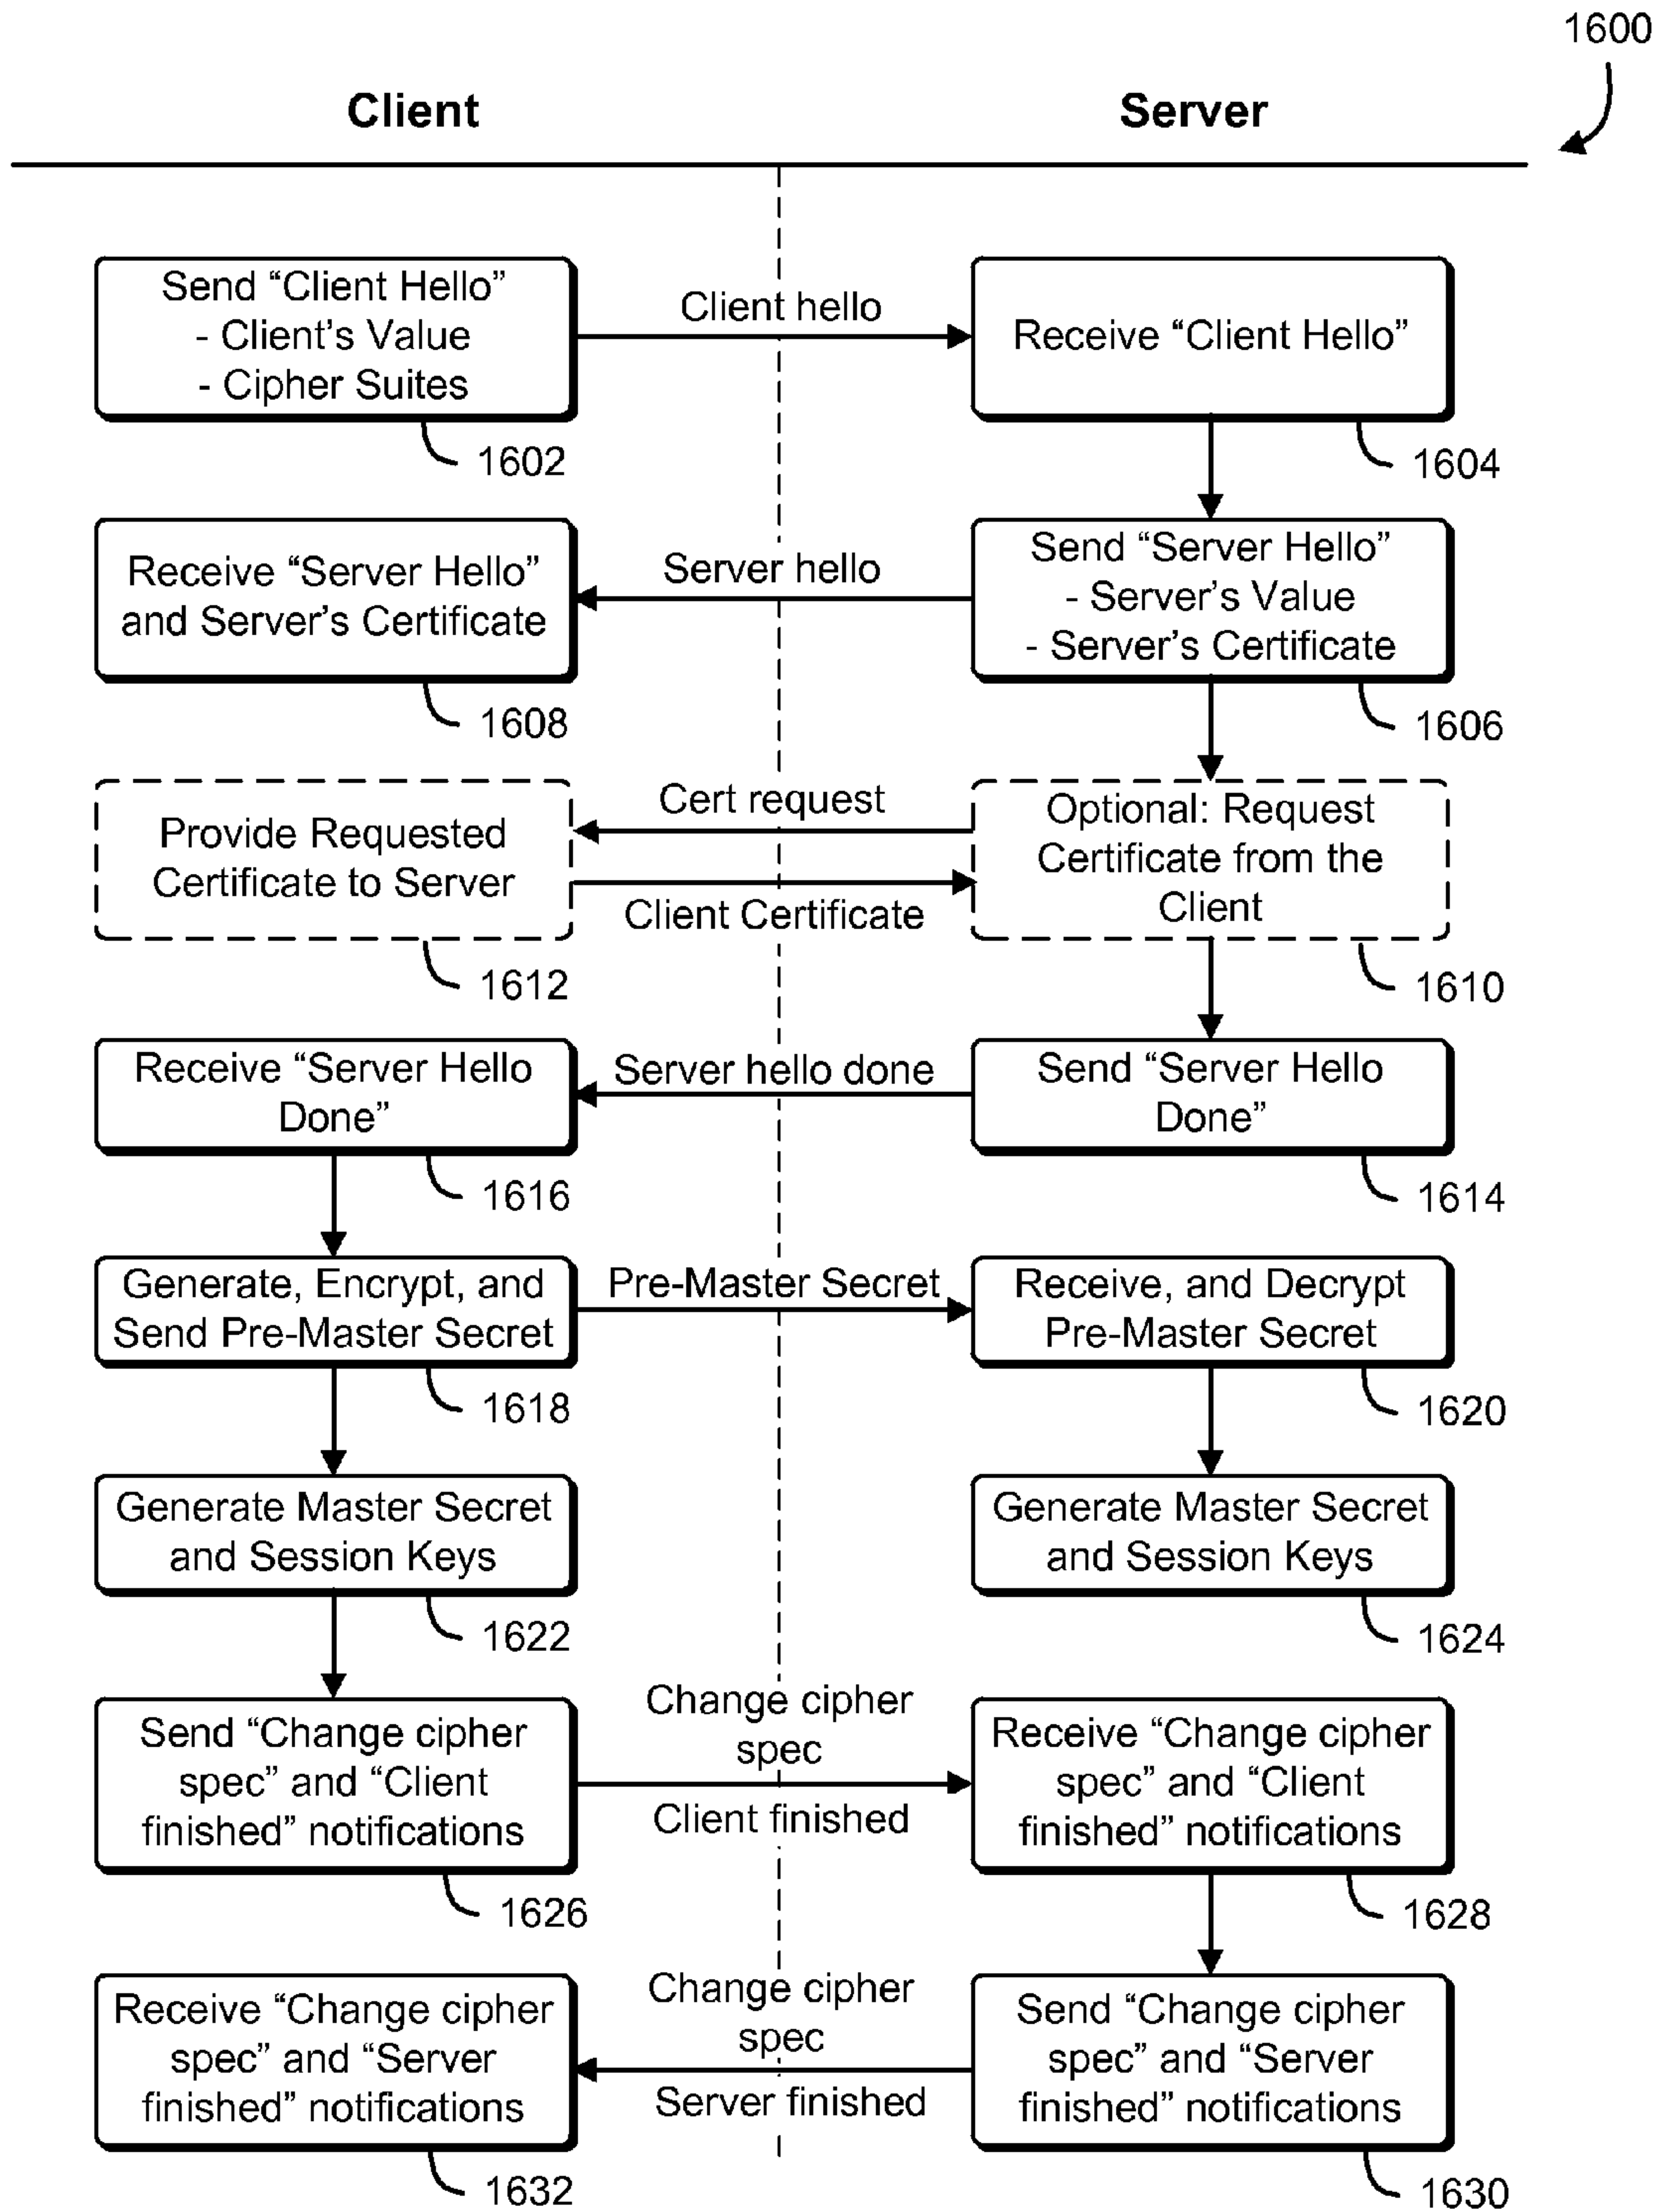 1600
Client
Server
Send “Client Hello”
- Client’s Value
- Cipher Suites
1602
Client hello
Receive “Client Hello”
1604
Receive “Server Hello”
and Server’s Certificate
1608
Server hello
Send “Server Hello”
- Server’s Value
- Server’s Certificate
1606
Provide Requested
Certificate to Server
1612
Cert request
Client Certificate
Optional: Request
Certificate from the
Client
1610
Receive “Server Hello
Done”
1616
Server hello done
Send “Server Hello
Done”
1614
Generate, Encrypt, and
Send Pre-Master Secret
1618
Pre-Master Secret
Receive, and Decrypt
Pre-Master Secret
1620
Generate Master Secret
and Session Keys
1622
Generate Master Secret
and Session Keys
1624
Send “Change cipher
spec” and “Client
finished” notifications
1626
Change cipher
spec
Client finished
Receive “Change cipher
spec” and “Client
finished” notifications
1628
Receive “Change cipher
spec” and “Server
finished” notifications
1632
Change cipher
spec
Server finished
Send “Change cipher
spec” and “Server
finished” notifications
1630